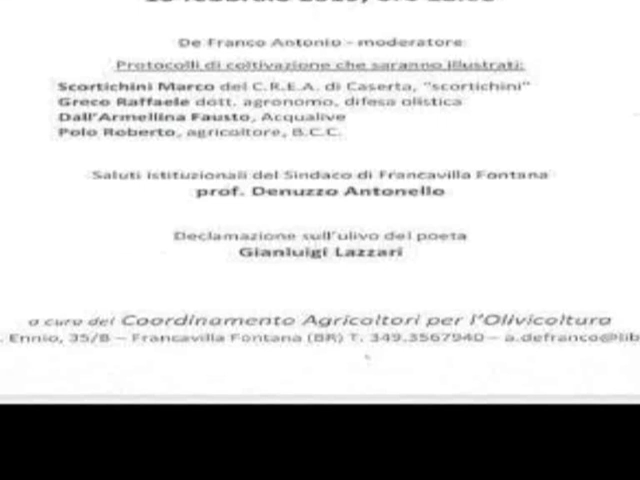 De Franco Antonio - moderatore
Protocolli di coltivazione che saranno illustrati:
Scortichini Marco del C.R.E.A. di Caserta, "scortichini"
Greco Raffaele dott. agronomo, difesa olistica
Dall'Armellina Fausto, Acqualive
Polo Roberto, agricoltore, B.C.C.
Saluti istituzionali del Sindaco di Francavilla Fontana
prof. Denuzzo Antonello
Declamazione sull'ulivo del poeta
Gianluigi Lazzari
a cura del Coordinamento Agricoltori per l'Olivicoltura
. Ennio, 35/B – Francavilla Fontana (BR) T. 349.3567940 – a.defranco@lib